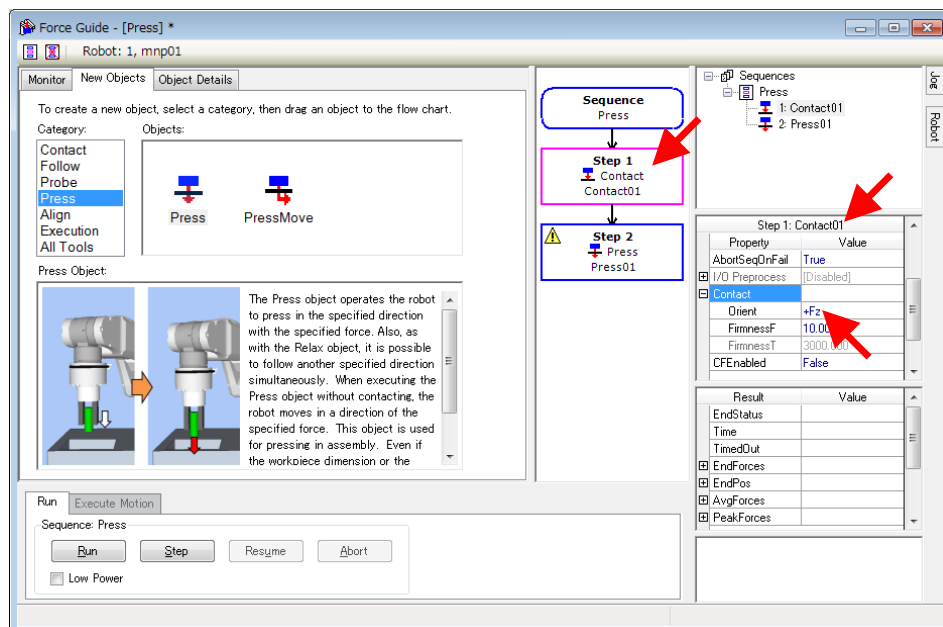 Force Guide - [Press] *
Robot: 1, mnp01
Monitor
New Objects
Object Details
To create a new object, select a category, then drag an object to the flow chart.
Category:
Objects:
Contact
Follow
Probe
Press
Align
Execution
All Tools
Press
PressMove
Press Object:
The Press object operates the robot
to press in the specified direction
with the specified force. Also, as
with the Relax object, it is possible
to follow another specified direction
simultaneously. When executing the
Press object without contacting, the
robot moves in a direction of the
specified force. This object is used
for pressing in assembly. Even if
the workpiece dimension or the
Sequence
Press
Step 1
Contact
Contact01
Step 2
Press
Press01
Sequences
Press
1: Contact01
2: Press01
Jog
Robot
Step 1: Contact01
Property Value
AbortSeqOnFail True
I/O Preprocess [Disabled]
Contact
Orient +Fz
FirmnessF
FirmnessT
CFEnabled False
Result Value
EndStatus
Time
TimedOut
EndForces
EndPos
AvgForces
PeakForces
Run
Execute Motion
Sequence: Press
Run
Step
Resume
Abort
Low Power